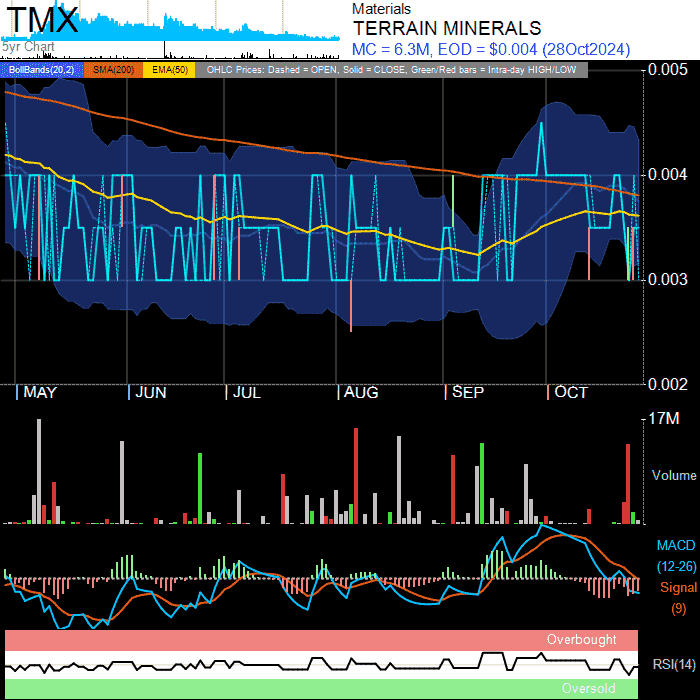 TMX
5yr Chart
Materials
TERRAIN MINERALS
MC = 6.3M, EOD = $0.004 (28Oct2024)
BollBands(20,2) SMA(200) EMA(50) OHLC Prices: Dashed = OPEN, Solid = CLOSE, Green/Red bars = Intra-day HIGH/LOW
0.005
0.004
0.003
0.002
MAY JUN JUL AUG SEP OCT
17M
Volume
MACD
(12-26)
Signal
(9)
Overbought
RSI(14)
Oversold